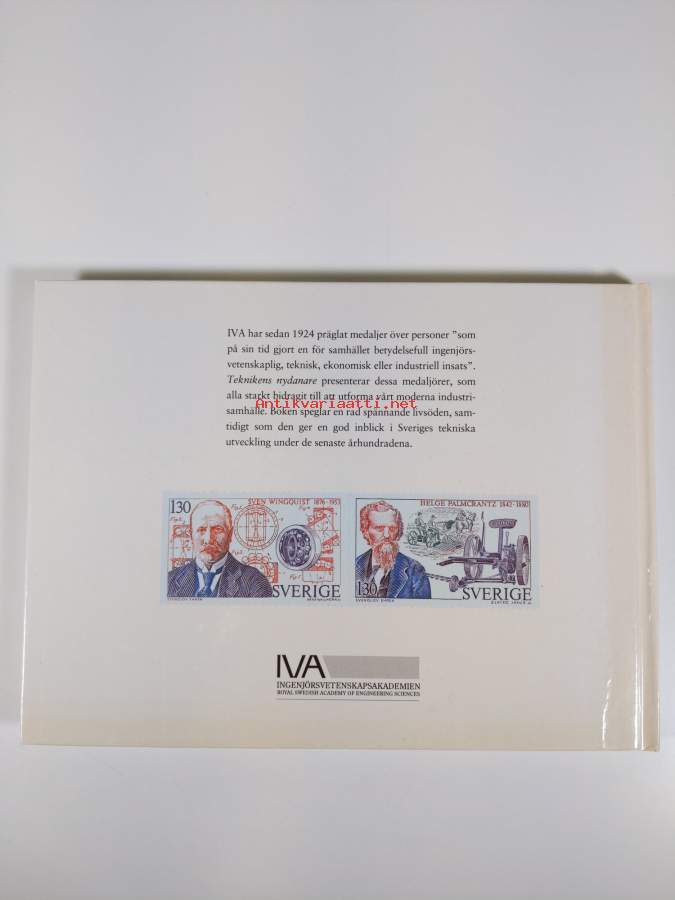 IVA har sedan 1924 präglat medaljer över personer ”som
på sin tid gjort en för samhället betydelsefull ingenjörs-
vetenskaplig, teknisk, ekonomisk eller industriell insats”.
Teknikens nydanare presenterar dessa medaljörer, som
alla starkt bidragit till att utforma vårt moderna industri-
samhälle. Boken speglar en rad spännande livsöden, sam-
tidigt som den ger en god inblick i Sveriges tekniska
utveckling under de senaste århundradena.
Antikvariaatti.net
130
SVEN WINGQUIST 1876-1953
SVERIGE
HELGE PALMCRANTZ 1842-1880
130
SVERIGE
IVA
INGENJÖRSVETENSKAPSAKADEMIEN
ROYAL SWEDISH ACADEMY OF ENGINEERING SCIENCES